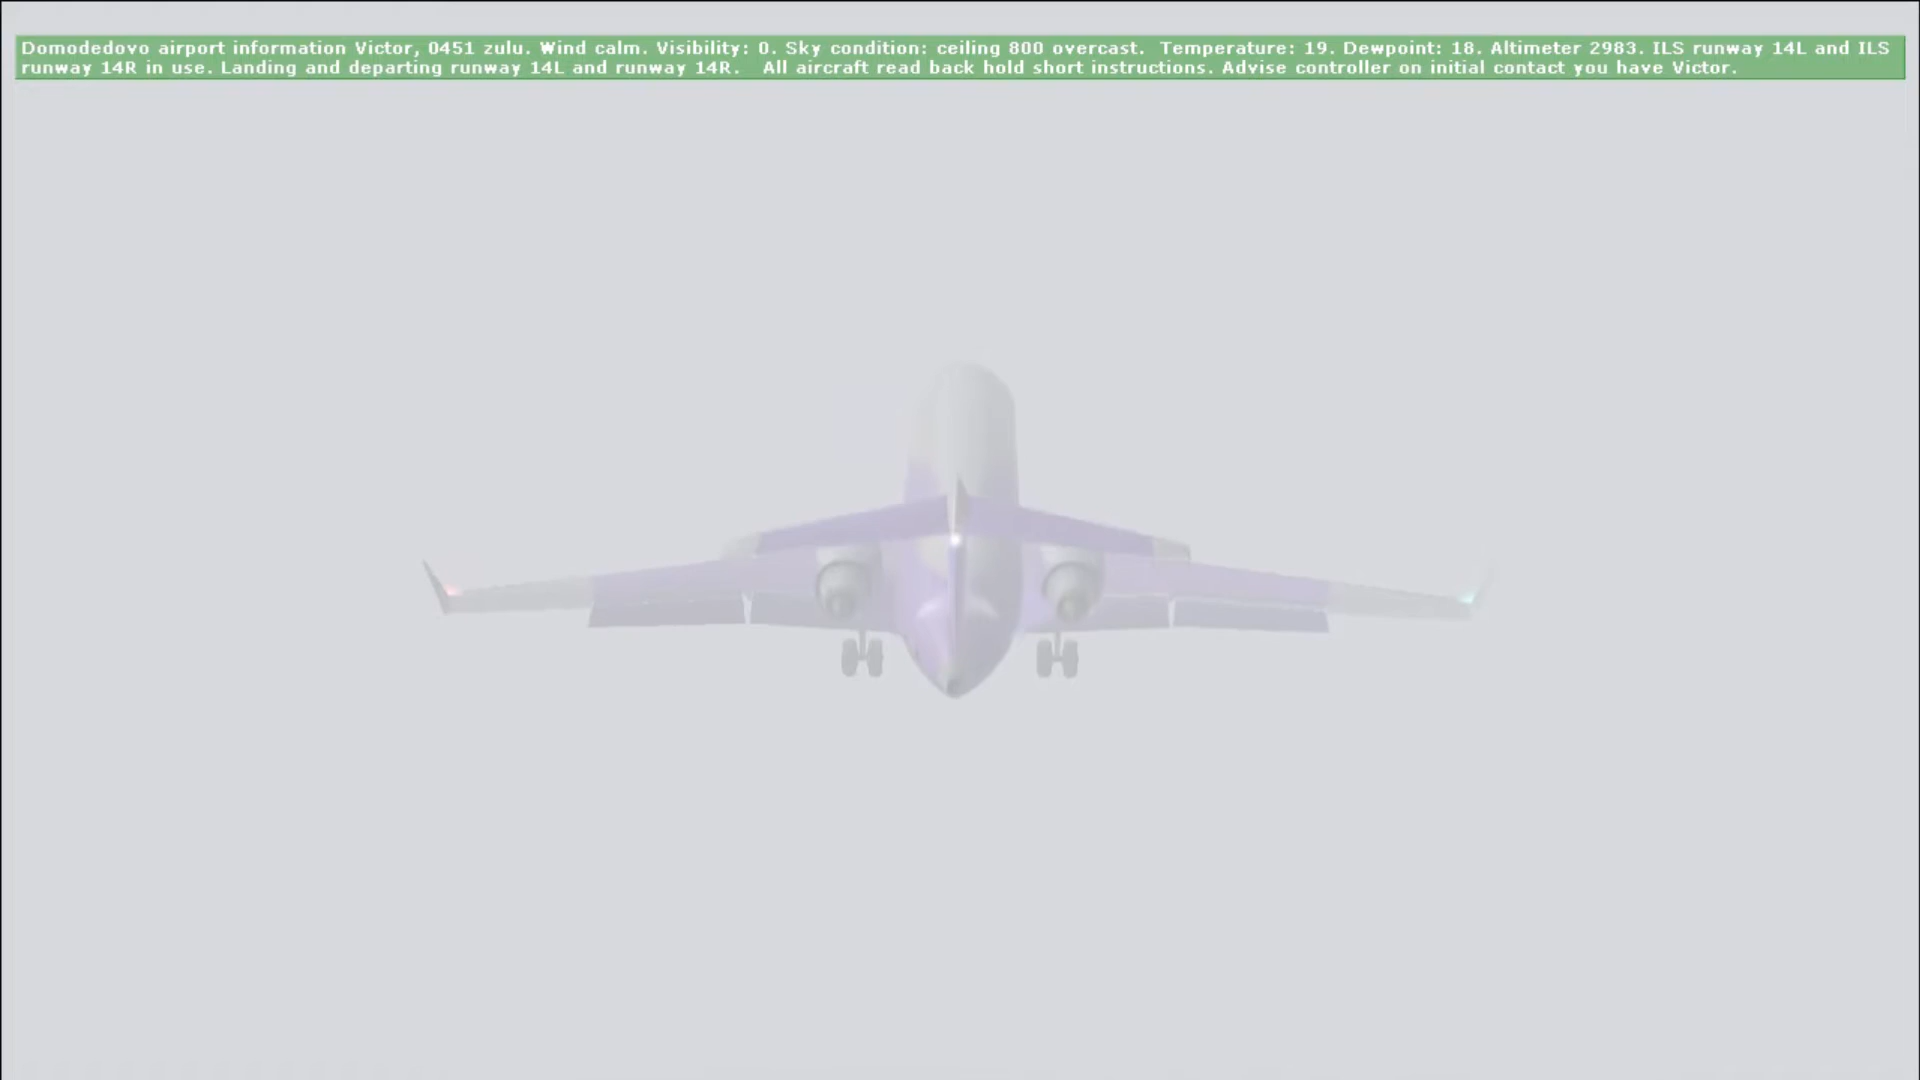 Domodedovo airport information Victor, 0451 zulu. Wind calm. Visibility: 0. Sky condition: ceiling 800 overcast.  Temperature: 19. Dewpoint: 18. Altimeter 2983. ILS runway 14L and ILS
runway 14R in use. Landing and departing runway 14L and runway 14R.   All aircraft read back hold short instructions. Advise controller on initial contact you have Victor.